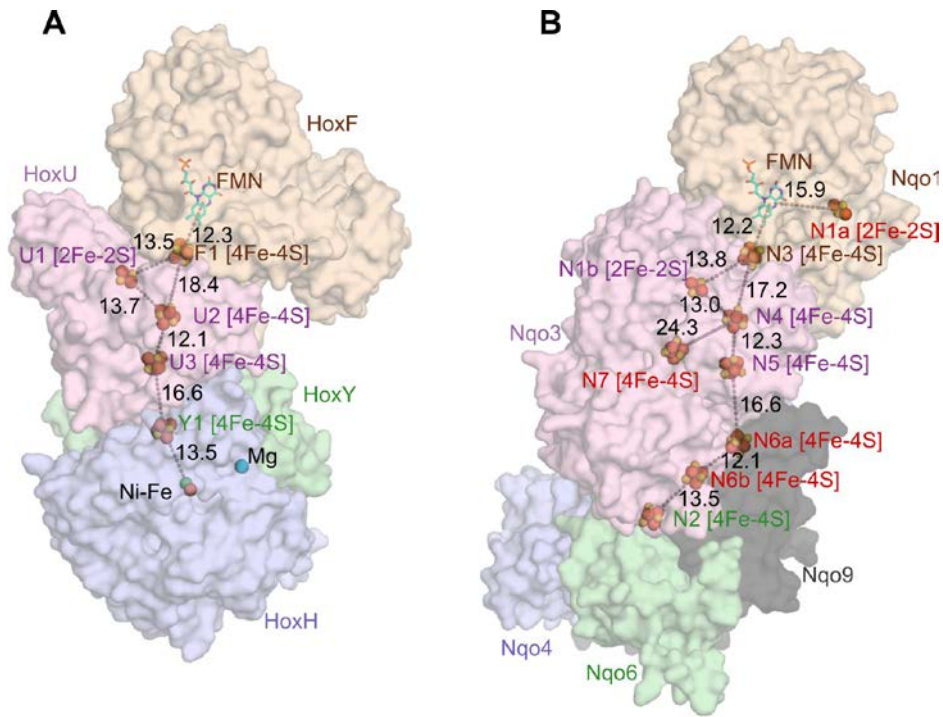 A
HoxF
HoxU
FMN
13.5
12.3
U1 [2Fe-2S]
F1 [4Fe-4S]
13.7
18.4
U2 [4Fe-4S]
12.1
U3 [4Fe-4S]
16.6
HoxY
Y1 [4Fe-4S]
13.5
Mg
Ni-Fe
HoxH
B
FMN
15.9
Nqo1
12.2
N1a [2Fe-2S]
13.8
N3 [4Fe-4S]
N1b [2Fe-2S]
17.2
13.0
N4 [4Fe-4S]
24.3
12.3
Nqo3
N7 [4Fe-4S]
N5 [4Fe-4S]
16.6
N6a [4Fe-4S]
12.1
N6b [4Fe-4S]
13.5
N2 [4Fe-4S]
Nqo9
Nqo4
Nqo6